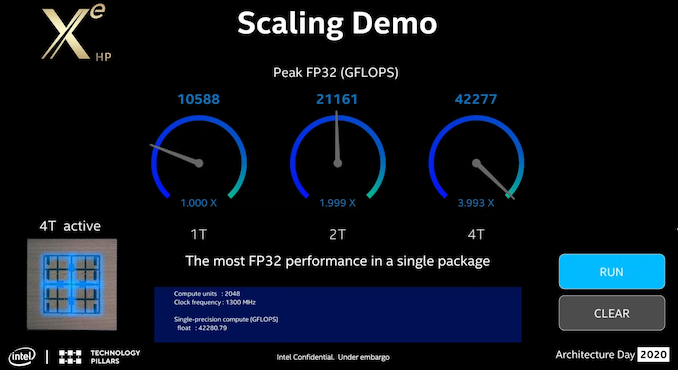 Xe
HP
Scaling Demo
Peak FP32 (GFLOPS)
10588
21161
42277
1.000 X
1.999 X
3.993 X
1T
2T
4T
4T active
The most FP32 performance in a single package
Compute units : 2048
Clock frequency : 1300 MHz
Single-precision compute (GFLOPS)
float : 42280.79
RUN
CLEAR
intel
TECHNOLOGY
PILLARS
Intel Confidential. Under embargo
Architecture Day 2020